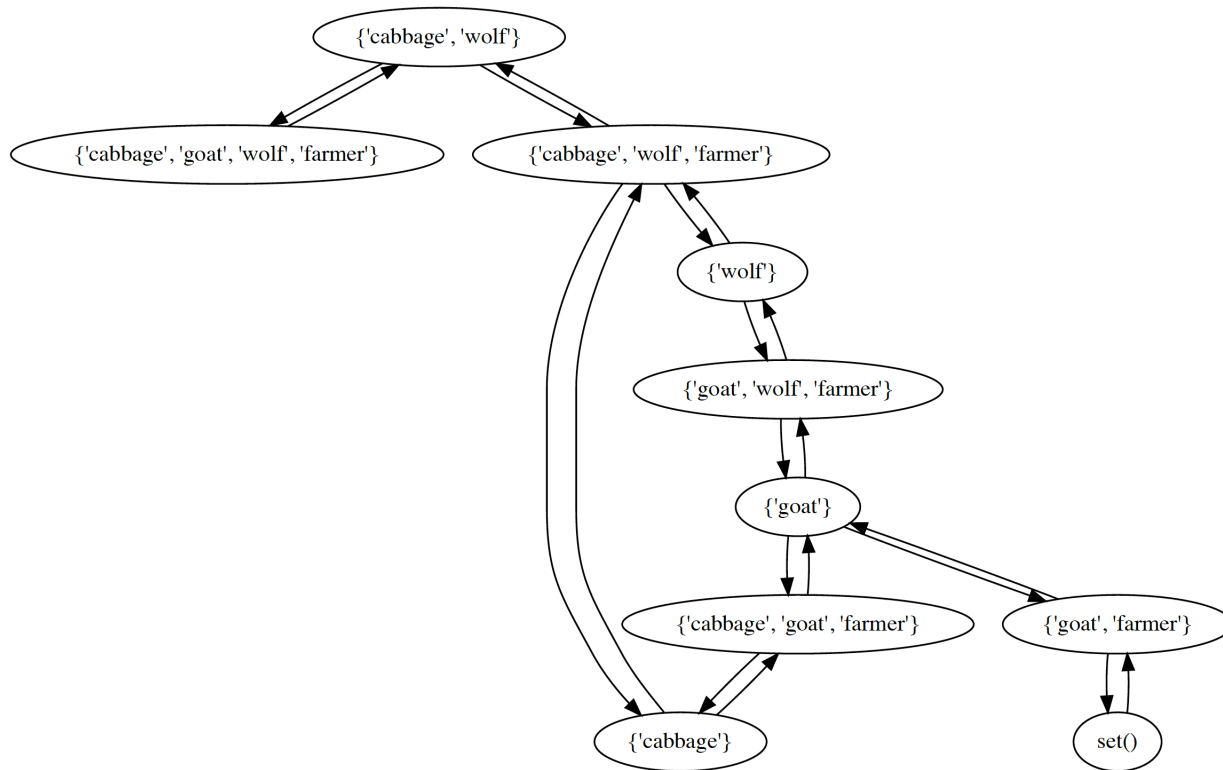 {'cabbage', 'wolf'}
{'cabbage', 'goat', 'wolf', 'farmer'}
{'cabbage', 'wolf', 'farmer'}
{'wolf'}
{'goat', 'wolf', 'farmer'}
{'goat'}
{'cabbage', 'goat', 'farmer'}
{'goat', 'farmer'}
{'cabbage'}
set()